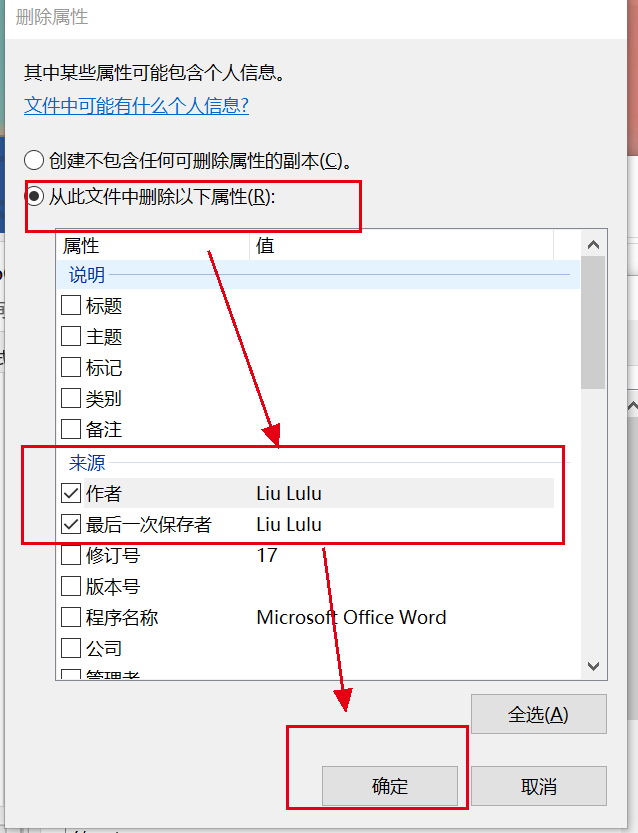 删除属性
其中某些属性可能包含个人信息。
文件中可能有什么个人信息?
创建不包含任何可删除属性的副本(C)。
从此文件中删除以下属性(R):
属性 值
说明
标题
主题
标记
类别
备注
来源
作者 Liu Lulu
最后一次保存者 Liu Lulu
修订号 17
版本号
程序名称 Microsoft Office Word
公司
管理者
全选(A)
确定 取消